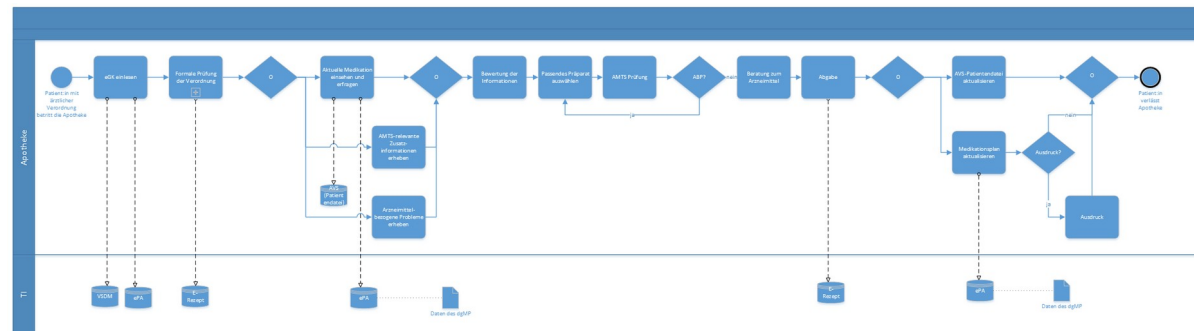 Apotheke
TI
Patient in mit
ärztlicher
Verordnung
betritt die Apotheke
eGK einlesen
Formale Prüfung
der Verordnung
O
Aktuelle Medikation
einsehen und
erfragen
AMTS-relevante
Zusatz-
informationen
erheben
Arzneimittel-
bezogene Probleme
erheben
AVS
(Patient
endatei)
O
Bewertung der
Informationen
Passendes Präparat
auswählen
AMTS Prüfung
ABP?
nein
ja
Beratung zum
Arzneimittel
Abgabe
O
AVS-Patientendatei
aktualisieren
Medikationsplan
aktualisieren
Ausdruck?
nein
ja
Ausdruck
O
Patient in
verlässt
Apotheke
VSDM
ePA
E-
Rezept
ePA
Daten des dgMP
E-
Rezept
ePA
Daten des dgMP